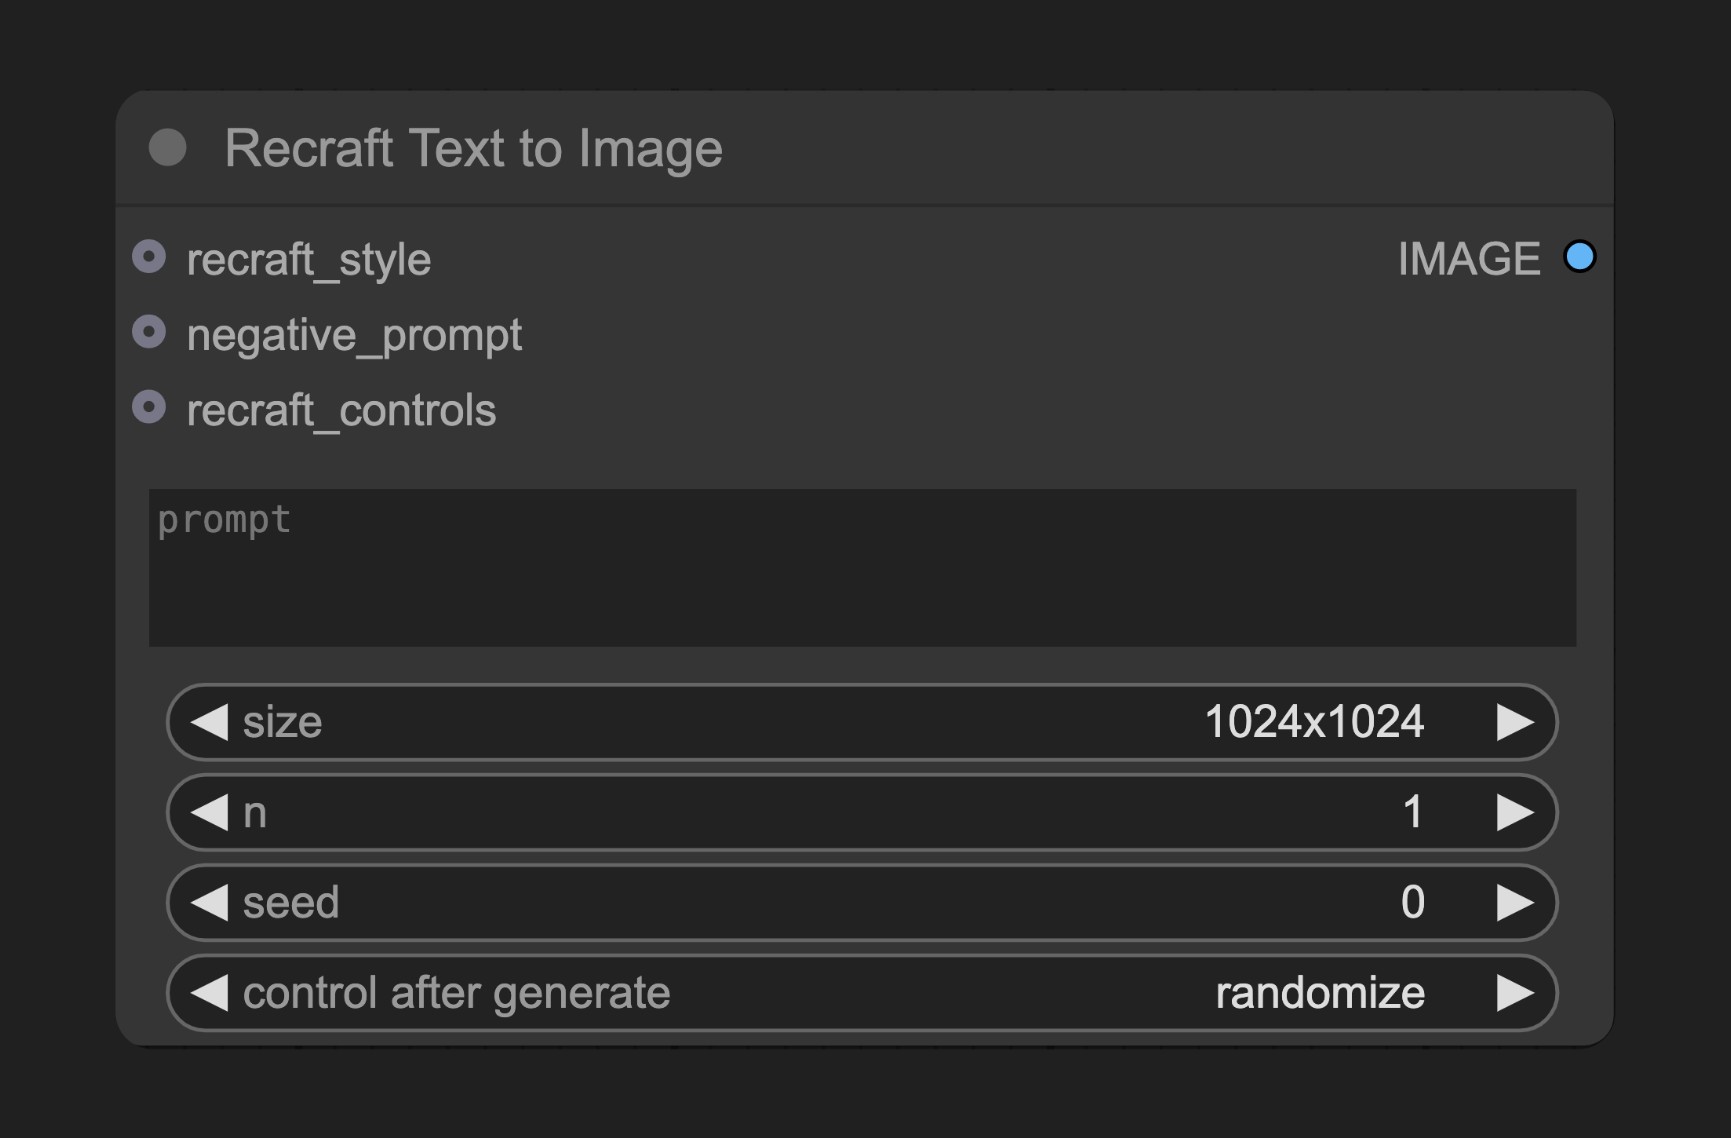 Recraft Text to Image
recraft_style IMAGE
negative_prompt
recraft_controls
prompt
size 1024x1024
n 1
seed 0
control after generate randomize